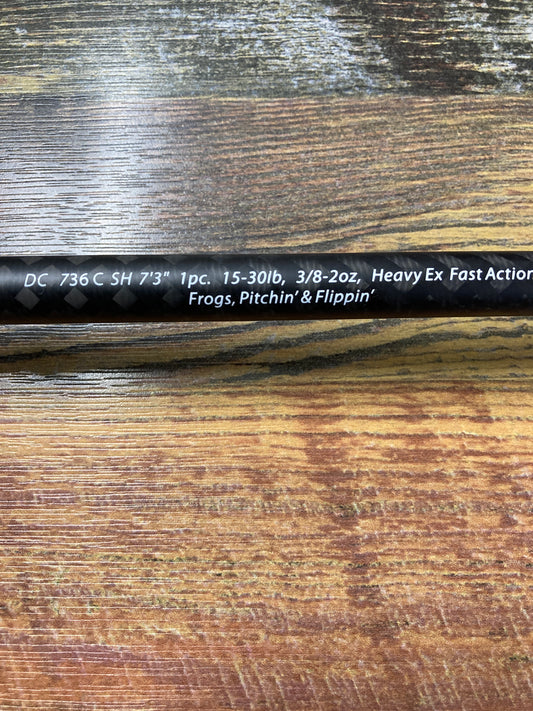 DC 736 C SH 7'3" 1pc. 15-30lb, 3/8-2oz, Heavy Ex Fast Action
Frogs, Pitchin' & Flippin'